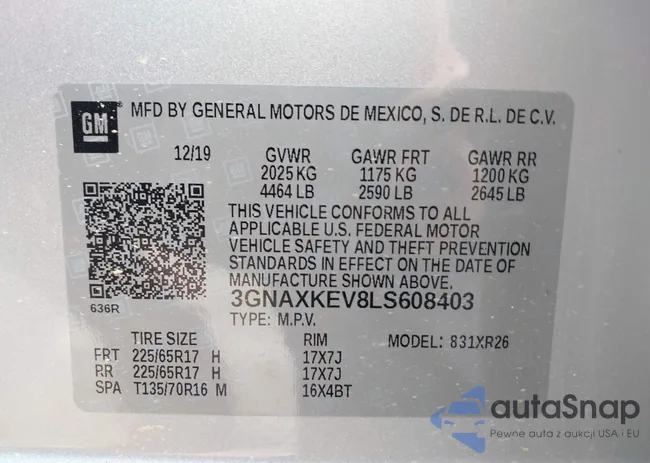 GM MFD BY GENERAL MOTORS DE MEXICO, S. DE R.L. DE C.V.
12/19 GVWR GAWR FRT GAWR RR
2025 KG 1175 KG 1200 KG
4464 LB 2590 LB 2645 LB
THIS VEHICLE CONFORMS TO ALL
APPLICABLE U.S. FEDERAL MOTOR
VEHICLE SAFETY AND THEFT PREVENTION
STANDARDS IN EFFECT ON THE DATE OF
MANUFACTURE SHOWN ABOVE.
3GNAXKEV8LS608403
636R TYPE: M.P.V.
TIRE SIZE RIM MODEL: 831XR26
FRT 225/65R17 H 17X7J
RR 225/65R17 H 17X7J
SPA T135/70R16 M 16X4BT
autaSnap
Pewne auta z aukcji USA i EU